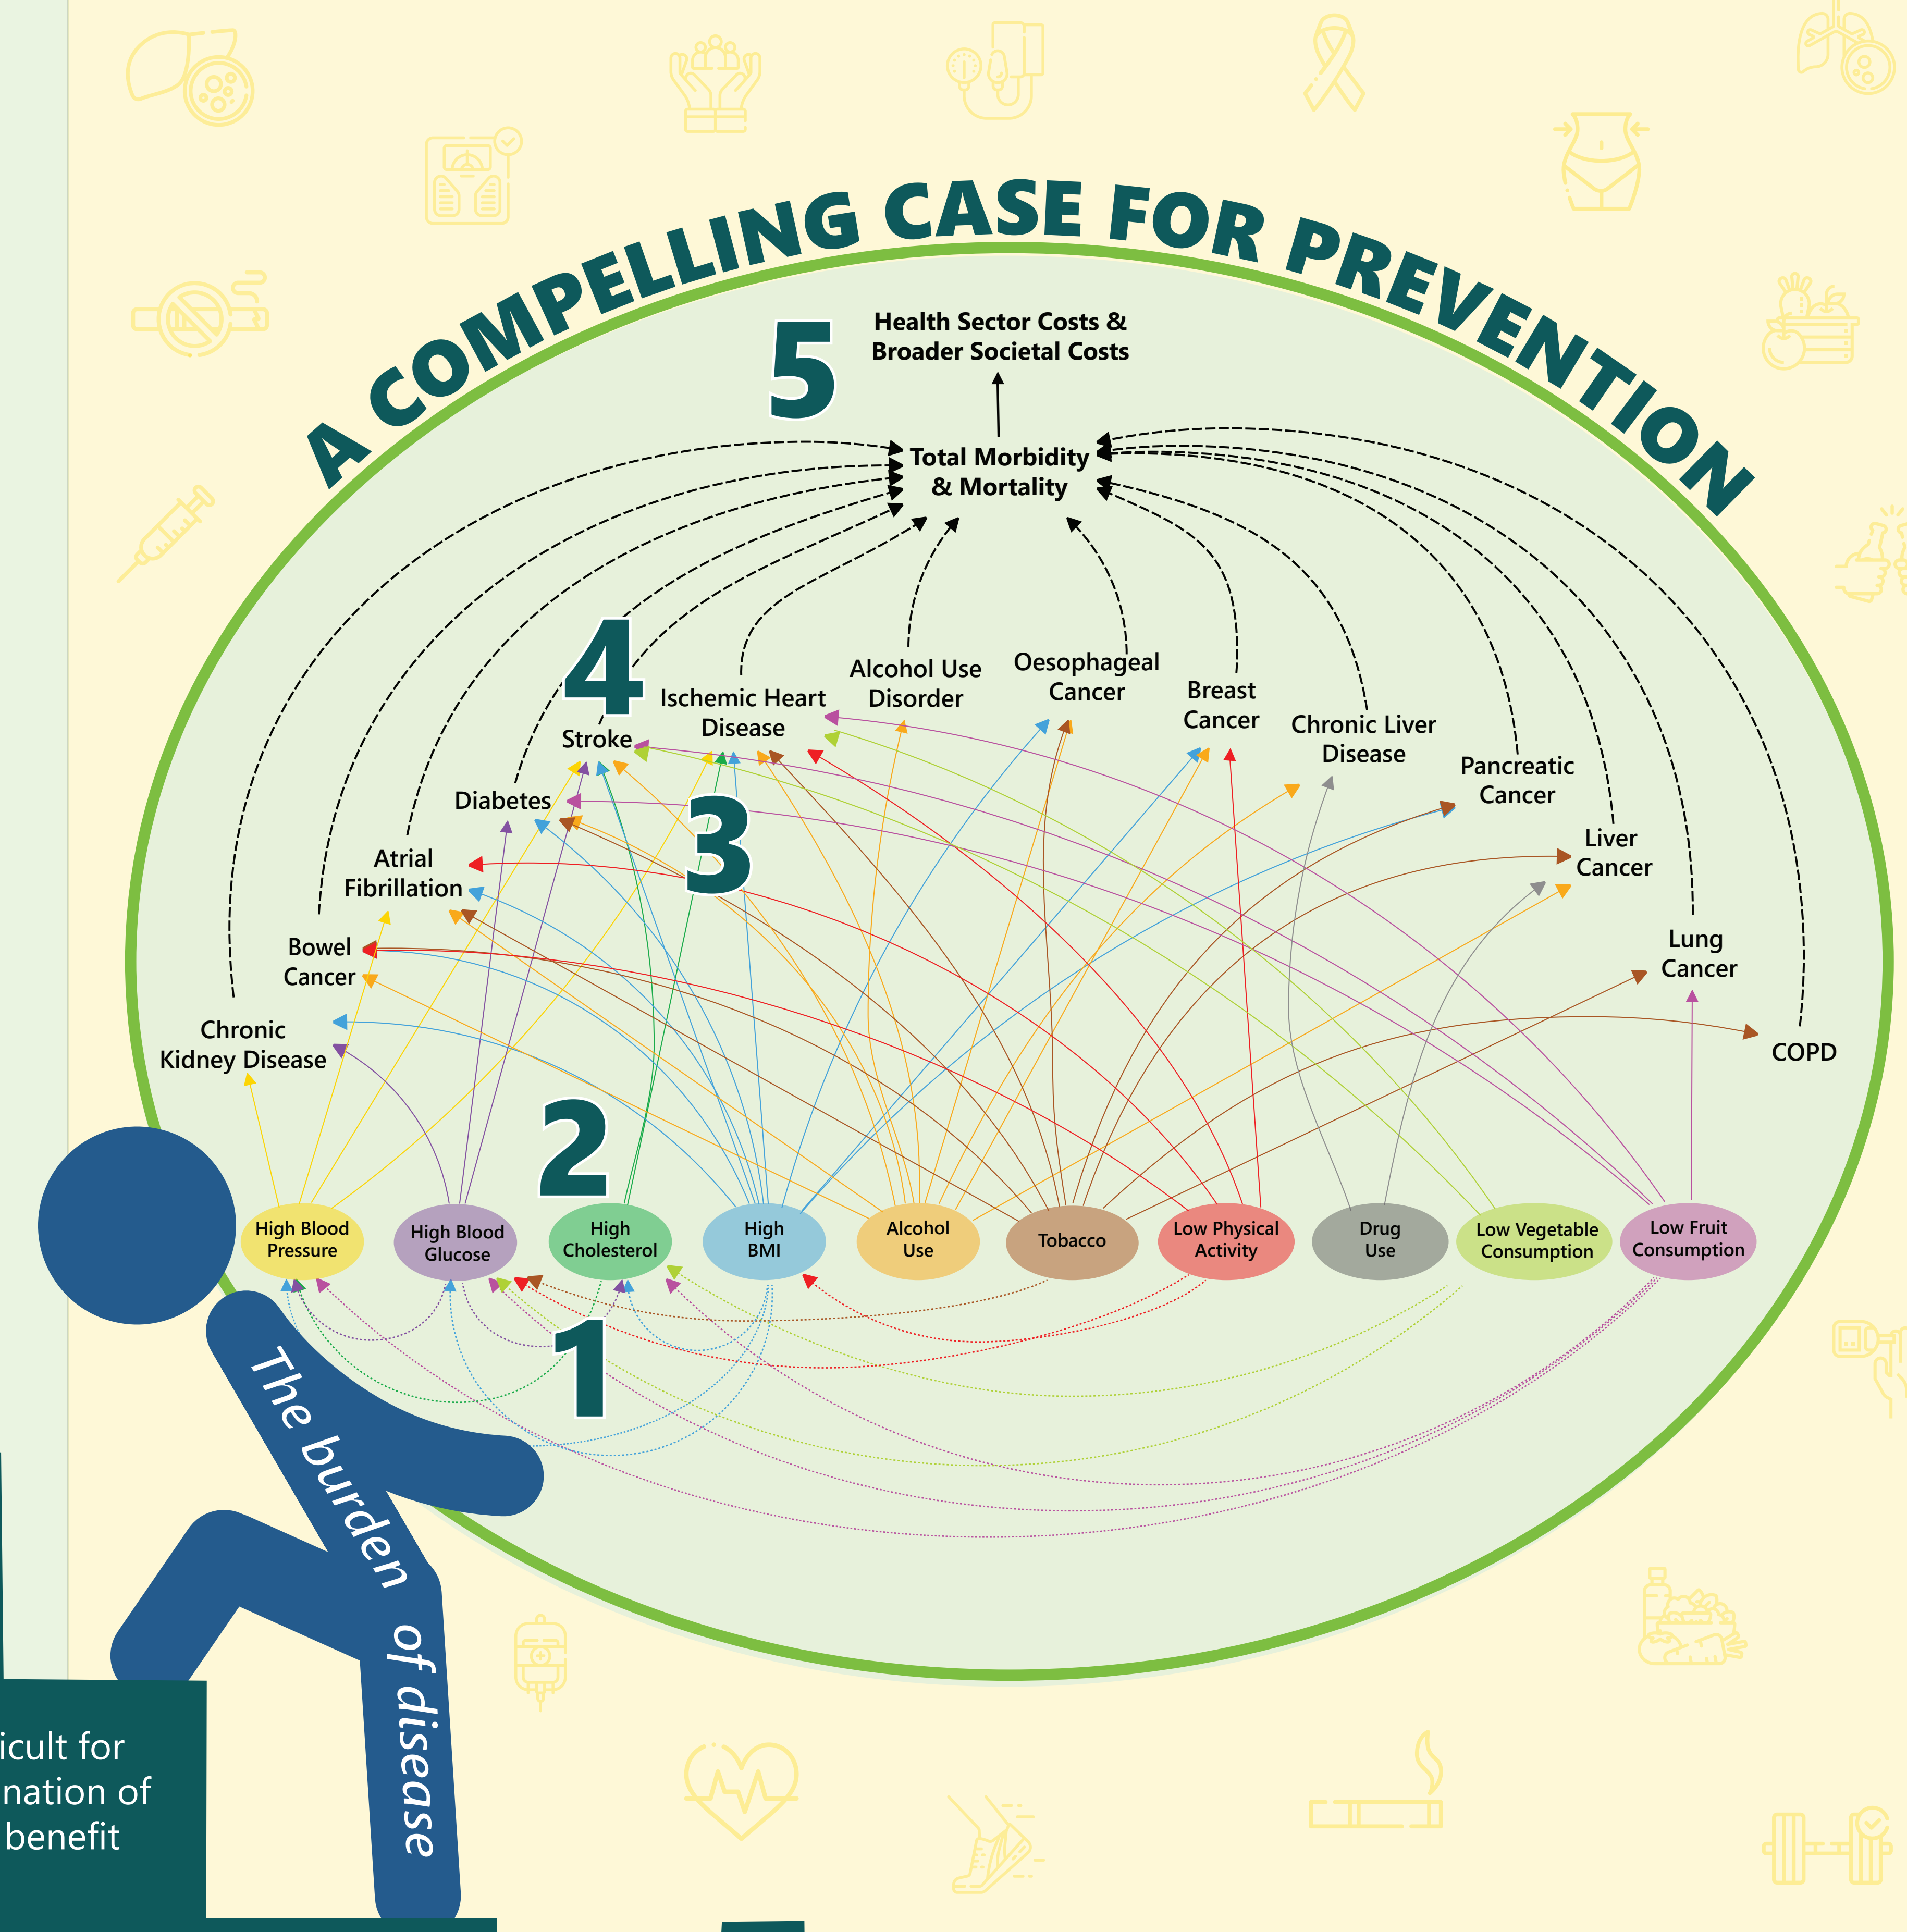 A COMPELLING CASE FOR PREVENTION
5
Health Sector Costs &
Broader Societal Costs
Total Morbidity
& Mortality
4
Stroke
Ischemic Heart
Disease
Alcohol Use
Disorder
Oesophageal
Cancer
Breast
Cancer
Chronic Liver
Disease
Pancreatic
Cancer
Liver
Cancer
Lung
Cancer
COPD
Diabetes
3
Atrial
Fibrillation
Bowel
Cancer
Chronic
Kidney Disease
2
High Blood
Pressure
High Blood
Glucose
High
Cholesterol
High
BMI
Alcohol
Use
Tobacco
Low Physical
Activity
Drug
Use
Low Vegetable
Consumption
Low Fruit
Consumption
1
The burden of disease
icult for
nation of
benefit